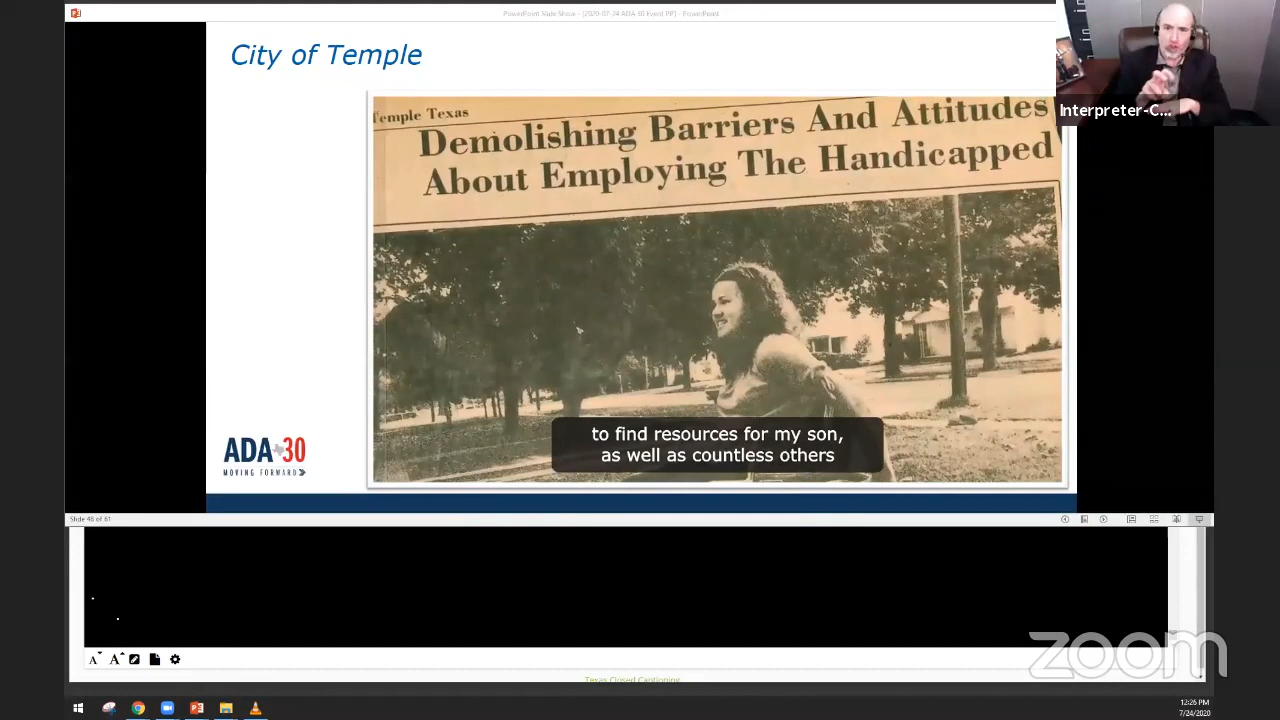 PowerPoint Slide Show - [2020-07-24 ADA 30 Event PP] - PowerPoint
City of Temple
Temple Texas
Demolishing Barriers And Attitudes
About Employing The Handicapped
Interpreter-C...
to find resources for my son,
as well as countless others
ADA 30
MOVING FORWARD
Slide 48 of 61
A A
zoom
Texas Closed Captioning
12:26 PM
7/24/2020